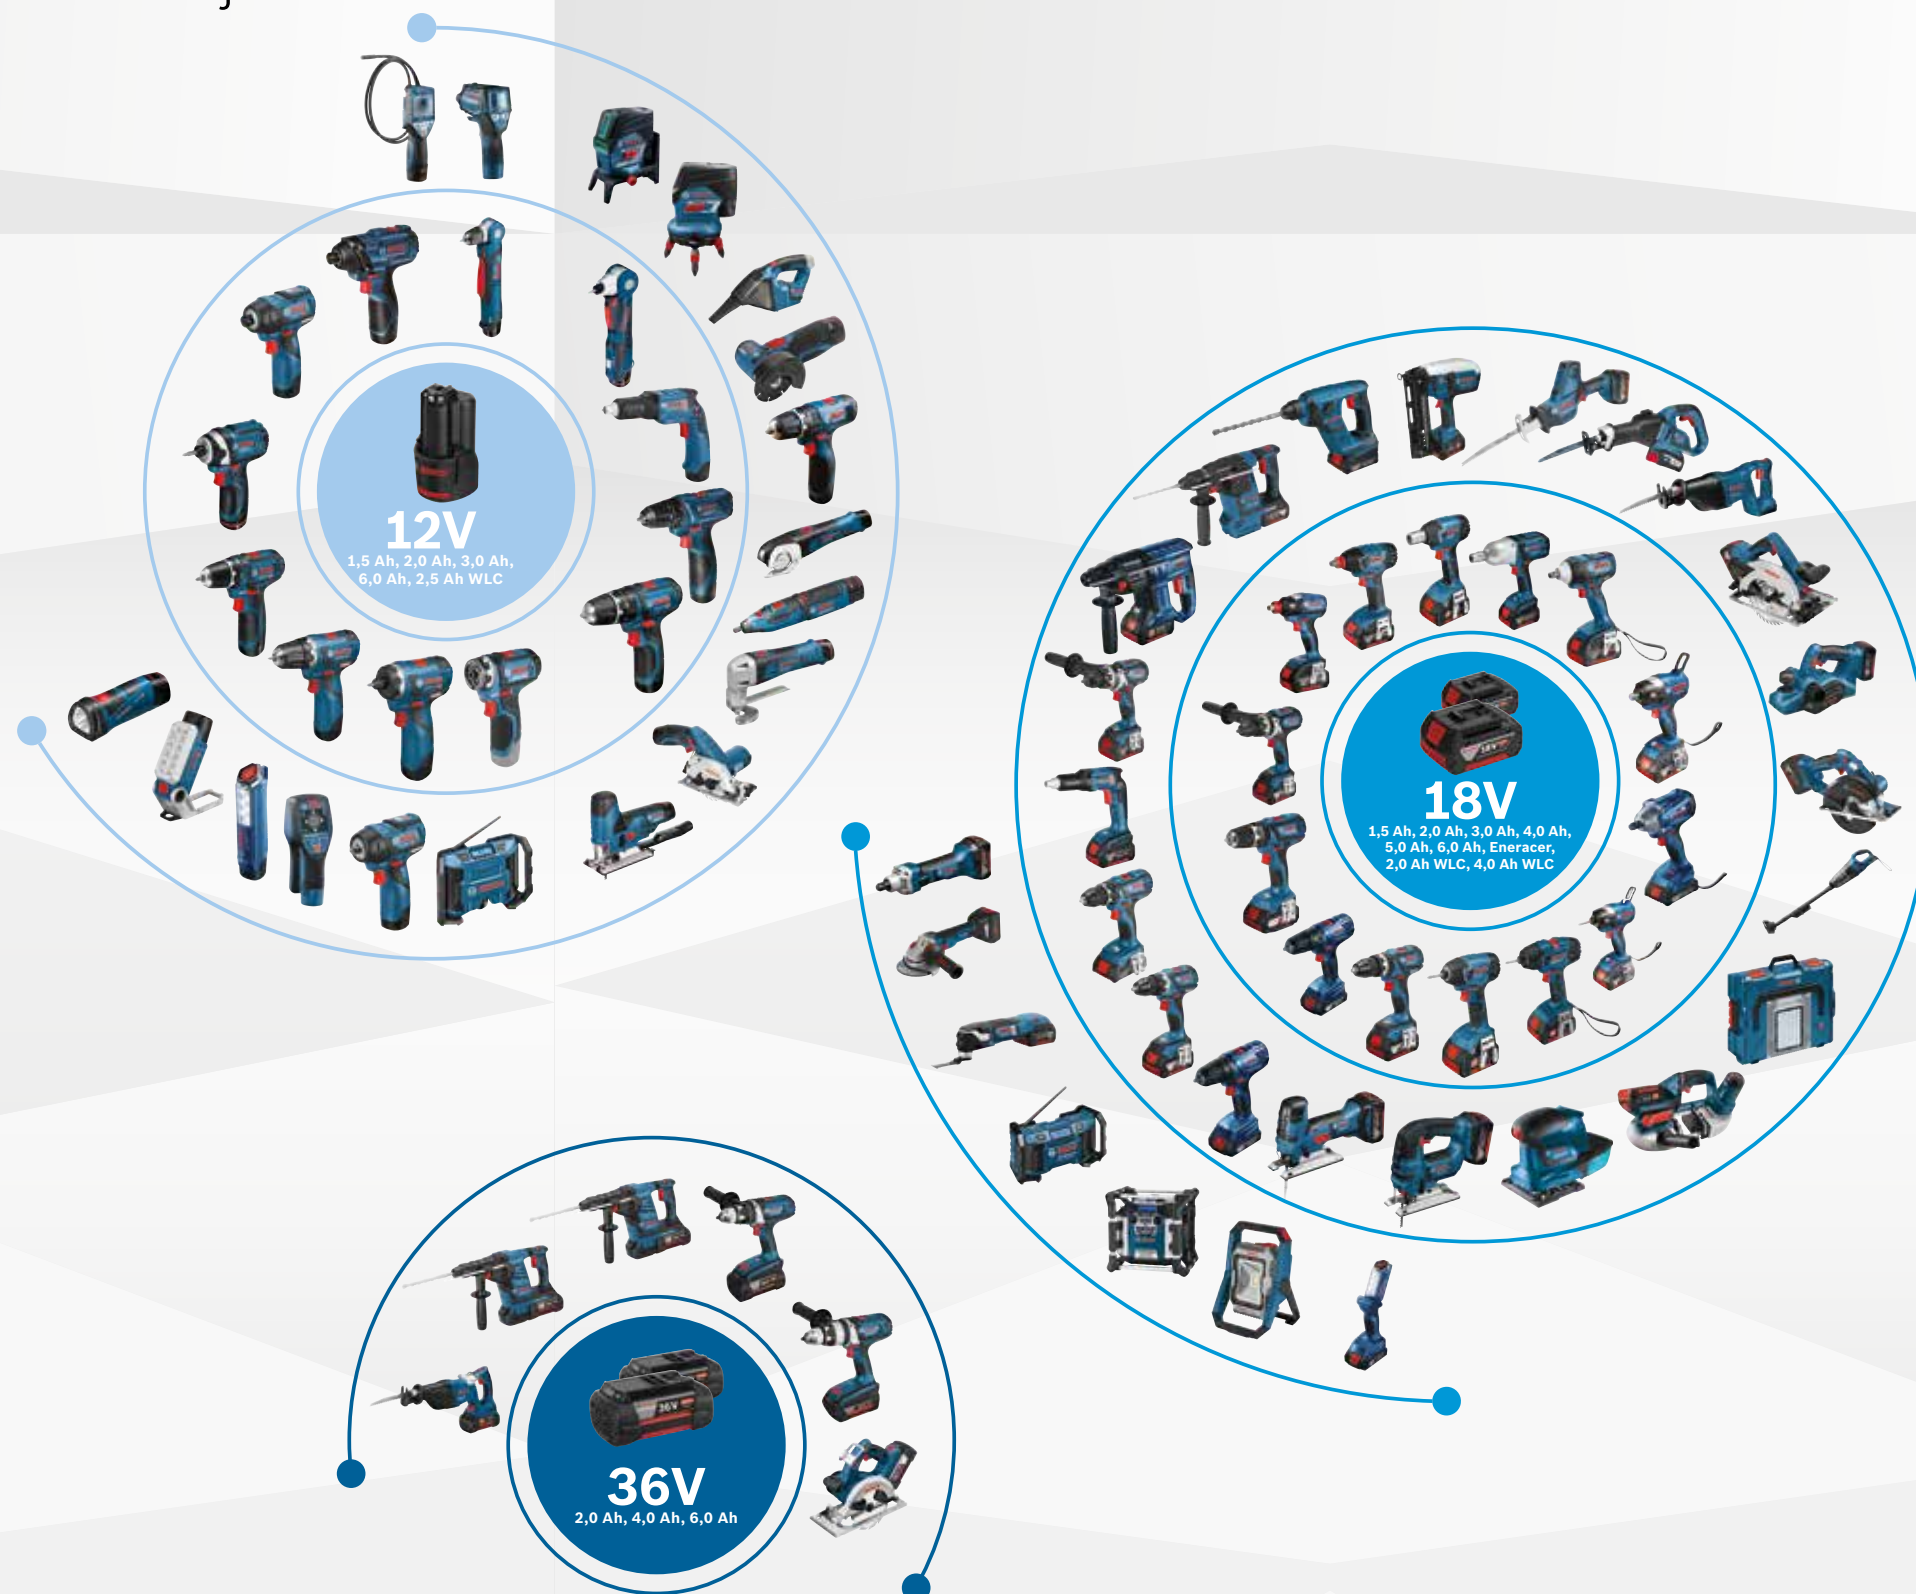 12V
1,5 Ah, 2,0 Ah, 3,0 Ah,
6,0 Ah, 2,5 Ah WLC
18V
1,5 Ah, 2,0 Ah, 3,0 Ah, 4,0 Ah,
5,0 Ah, 6,0 Ah, Eneracer,
2,0 Ah WLC, 4,0 Ah WLC
36V
36V
2,0 Ah, 4,0 Ah, 6,0 Ah